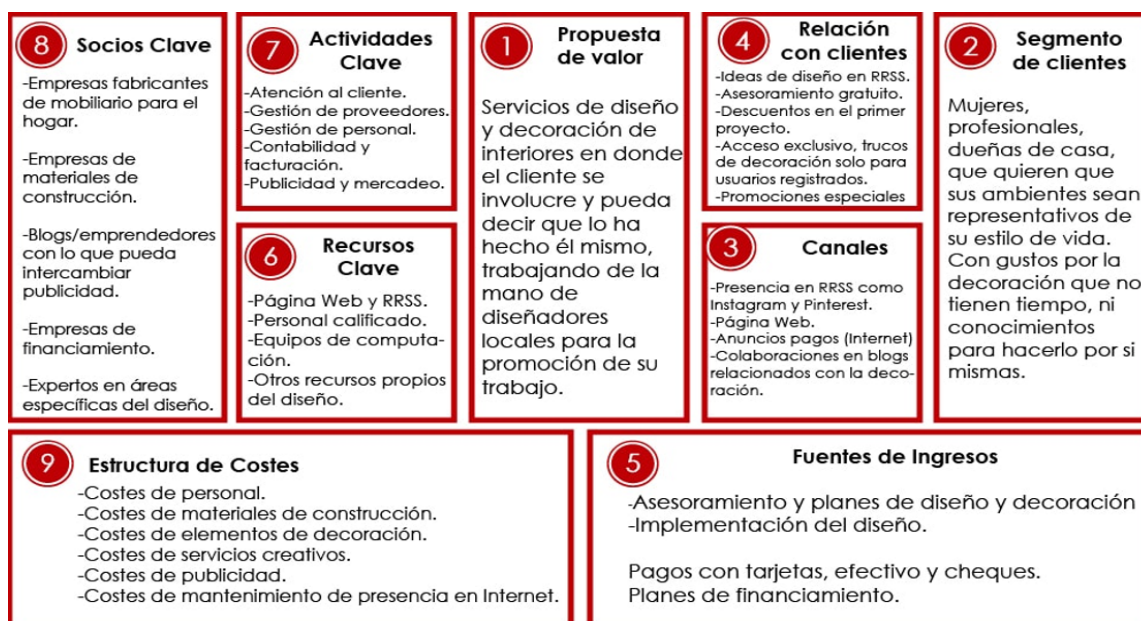 8
Socios Clave
-Empresas fabricantes
de mobiliario para el
hogar.
-Empresas de
materiales de
construcción.
-Blogs/emprendedores
con lo que pueda
intercambiar
publicidad.
-Empresas de
financiamiento.
-Expertos en áreas
específicas del diseño.
7
Actividades
Clave
-Atención al cliente.
-Gestión de proveedores.
-Gestión de personal.
-Contabilidad y
facturación.
-Publicidad y mercadeo.
6
Recursos
Clave
-Página Web y RRSS.
-Personal calificado.
-Equipos de computa-
ción.
-Otros recursos propios
del diseño.
1
Propuesta
de valor
Servicios de diseño
y decoración de
interiores en donde
el cliente se
involucre y pueda
decir que lo ha
hecho él mismo,
trabajando de la
mano de
diseñadores
locales para la
promoción de su
trabajo.
4
Relación
con clientes
-Ideas de diseño en RRSS.
-Asesoramiento gratuito.
-Descuentos en el primer
proyecto.
-Acceso exclusivo, trucos
de decoración solo para
usuarios registrados.
-Promociones especiales
3
Canales
-Presencia en RRSS como
Instagram y Pinterest.
-Página Web.
-Anuncios pagos (Internet)
-Colaboraciones en blogs
relacionados con la deco-
ración.
2
Segmento
de clientes
Mujeres,
profesionales,
dueñas de casa,
que quieren que
sus ambientes sean
representativos de
su estilo de vida.
Con gustos por la
decoración que no
tienen tiempo, ni
conocimientos
para hacerlo por si
mismas.
9
Estructura de Costes
-Costes de personal.
-Costes de materiales de construcción.
-Costes de elementos de decoración.
-Costes de servicios creativos.
-Costes de publicidad.
-Costes de mantenimiento de presencia en Internet.
5
Fuentes de Ingresos
-Asesoramiento y planes de diseño y decoración
-Implementación del diseño.
Pagos con tarjetas, efectivo y cheques.
Planes de financiamiento.